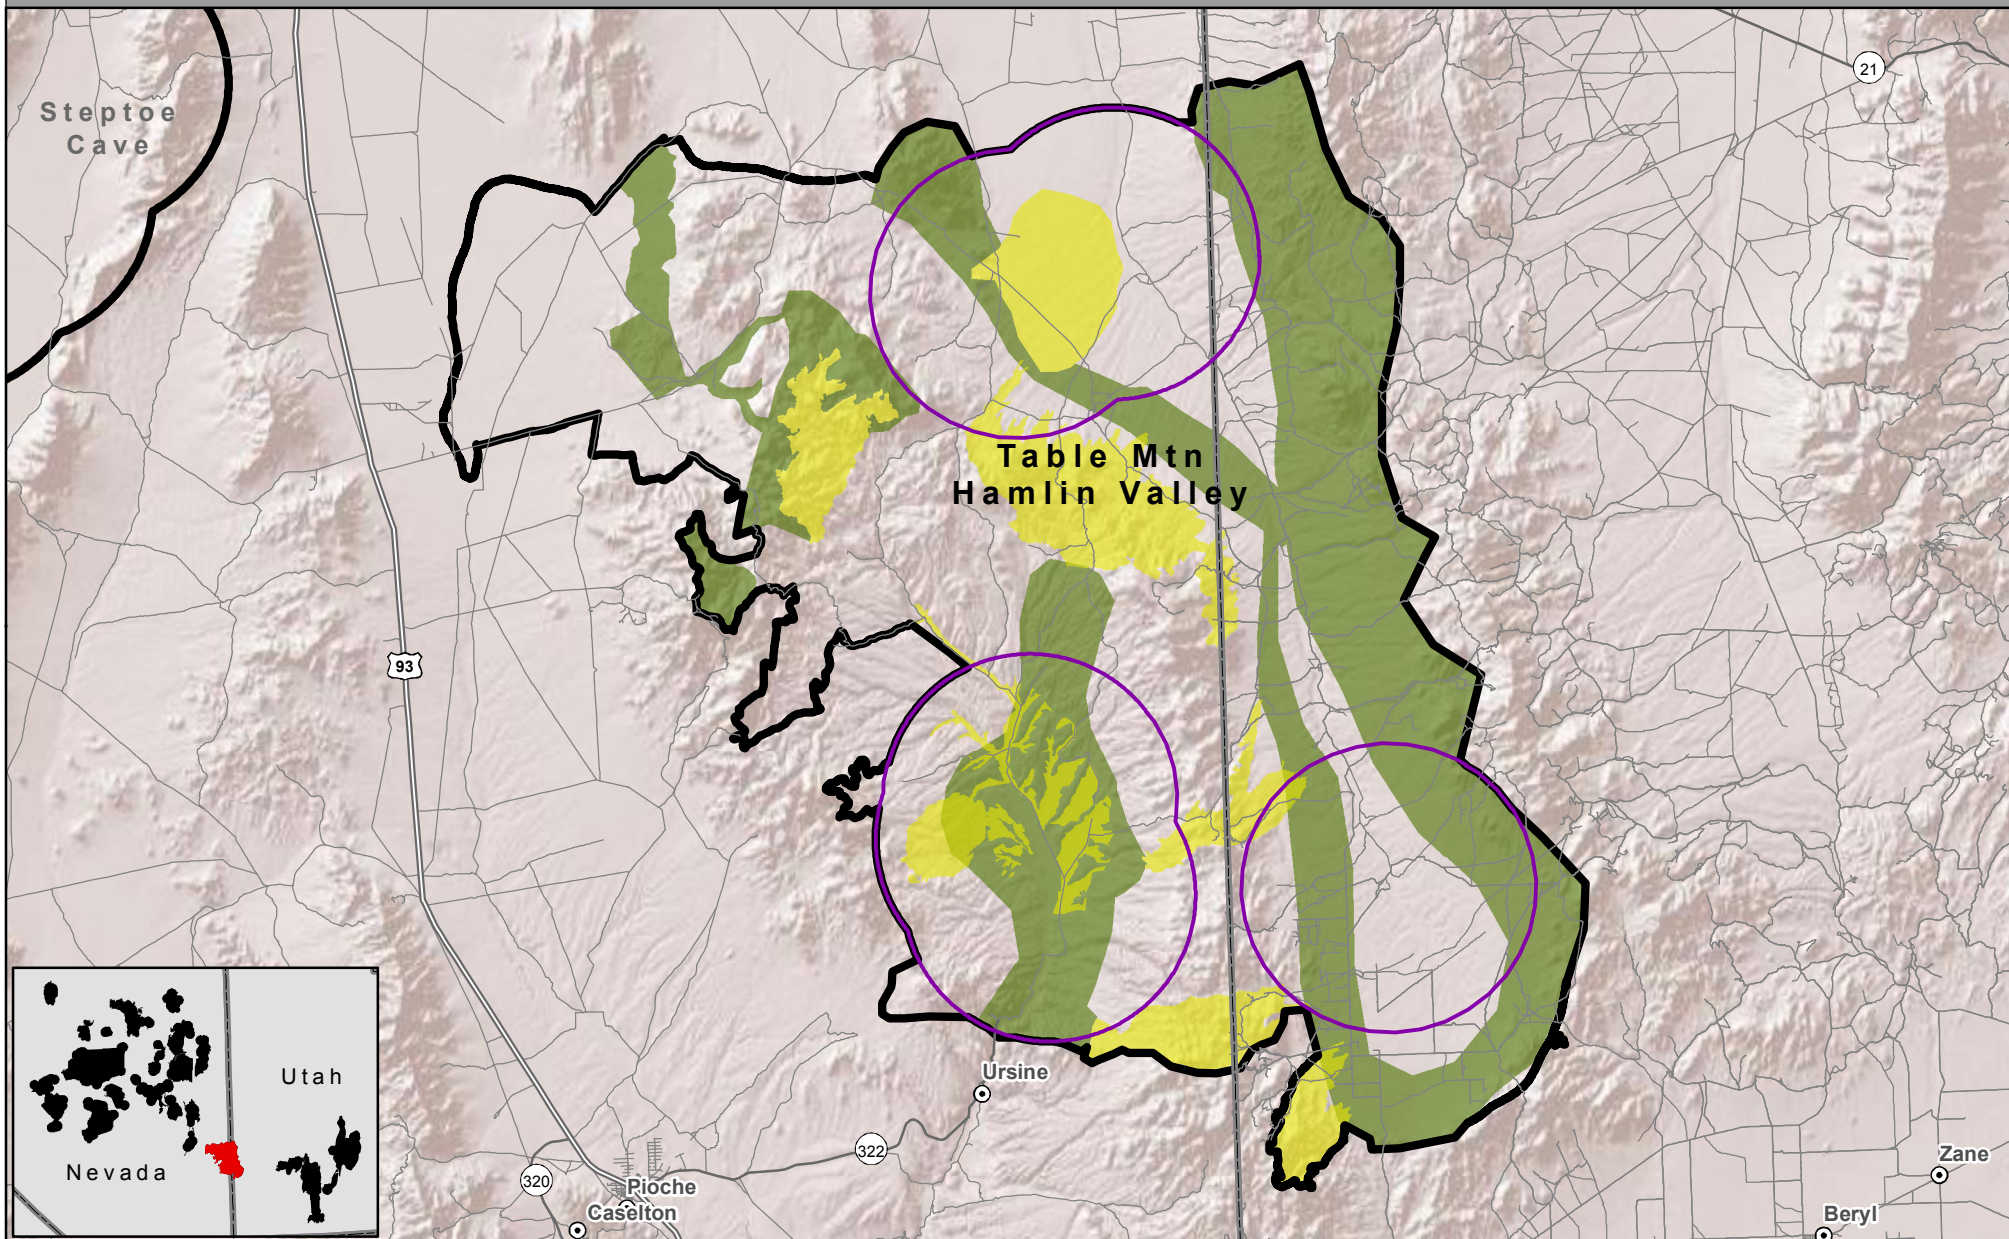 21
Steptoe
Cave
Table Mtn
Hamlin Valley
93
Ursine
Utah
Nevada
322
320
Pioche
Caselton
Zane
Beryl